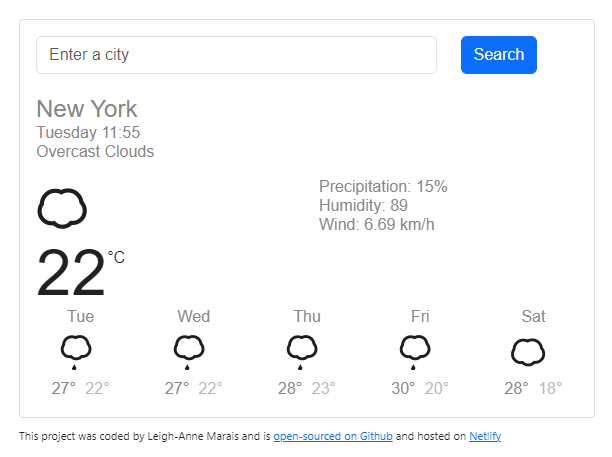 Enter a city
Search
New York
Tuesday 11:55
Overcast Clouds
Precipitation: 15%
Humidity: 89
Wind: 6.69 km/h
22°C
Tue Wed Thu Fri Sat
27° 22° 27° 22° 28° 23° 30° 20° 28° 18°
This project was coded by Leigh-Anne Marais and is open-sourced on Github and hosted on Netlify